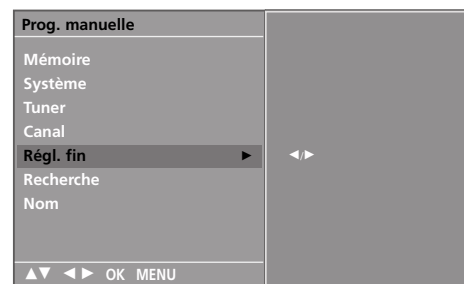 Prog. manuelle
Mémoire
Système
Tuner
Canal
Régl. fin ► ◄/►
Recherche
Nom
▲▼ ◄► OK MENU